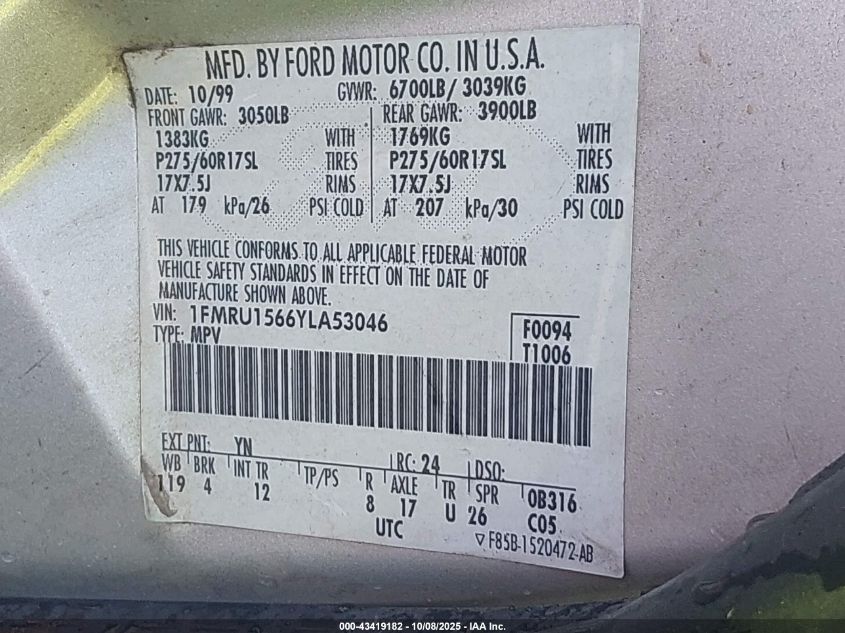 MFD. BY FORD MOTOR CO. IN U.S.A.
DATE: 10/99 GVWR: 6700LB/ 3039KG
FRONT GAWR: 3050LB REAR GAWR: 3900LB
1383KG WITH 1769KG WITH
P275/60R17SL TIRES P275/60R17SL TIRES
17X7.5J RIMS 17X7.5J RIMS
AT 179 kPa/26 PSI COLD AT 207 kPa/30 PSI COLD
THIS VEHICLE CONFORMS TO ALL APPLICABLE FEDERAL MOTOR
VEHICLE SAFETY STANDARDS IN EFFECT ON THE DATE OF
MANUFACTURE SHOWN ABOVE.
VIN: 1FMRU1566YLA53046 F0094
TYPE: MPV T1006
EXT PNT: YN RC: 24 DSO:
WB BRK INT TR TP/PS R AXLE TR SPR 0B316
119 4 12 8 17 U 26 C05
UTC ▽F85B-1520472-AB
000-43419182 - 10/08/2025 - IAA Inc.